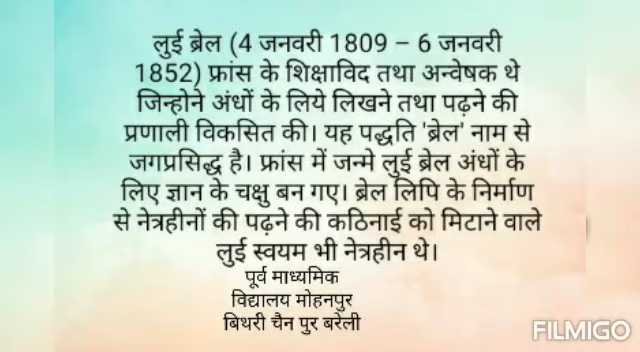 लुई ब्रेल (4 जनवरी 1809 – 6 जनवरी
1852) फ्रांस के शिक्षाविद तथा अन्वेषक थे
जिन्होने अंधों के लिये लिखने तथा पढ़ने की
प्रणाली विकसित की। यह पद्धति 'ब्रेल' नाम से
जगप्रसिद्ध है। फ्रांस में जन्मे लुई ब्रेल अंधों के
लिए ज्ञान के चक्षु बन गए। ब्रेल लिपि के निर्माण
से नेत्रहीनों की पढ़ने की कठिनाई को मिटाने वाले
लुई स्वयम भी नेत्रहीन थे।
पूर्व माध्यमिक
विद्यालय मोहनपुर
बिथरी चैन पुर बरेली
FILMIGO